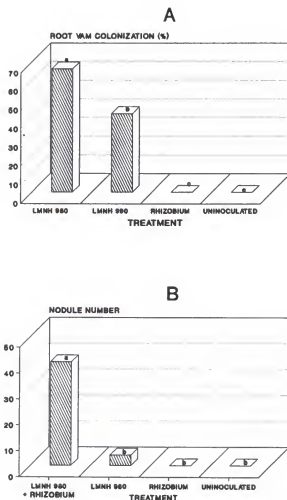 A
ROOT VAM COLONIZATION (%)
70
60
50
40
30
20
10
0
a
b
c
c
LMNH 980 LMNH 990 RHIZOBIUM UNINOCULATED
TREATMENT
B
NODULE NUMBER
50
40
30
20
10
0
a
b
b
b
LMNH 980 LMNH 980 RHIZOBIUM UNINOCULATED
+ RHIZOBIUM TREATMENT